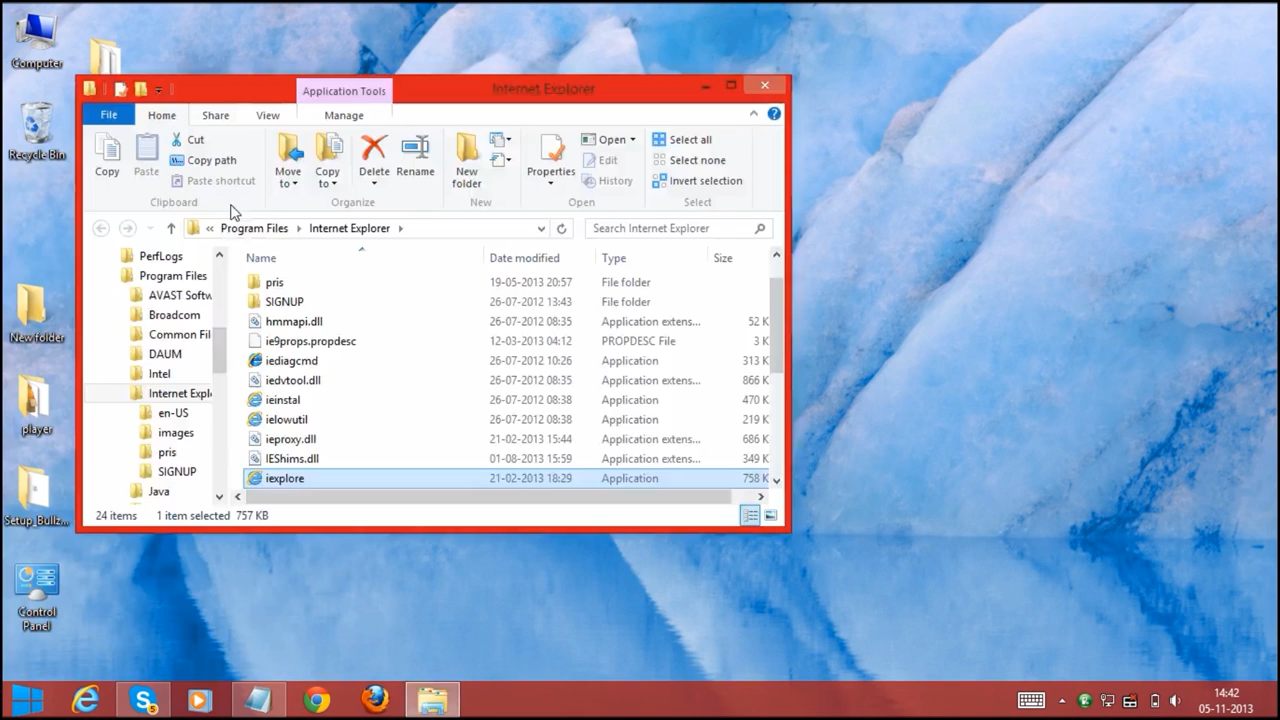 Computer
Recycle Bin
New folder
player
Setup_Bullz...
Control
Panel
Application Tools
Internet Explorer
File
Home
Share
View
Manage
Copy
Paste
Cut
Copy path
Paste shortcut
Clipboard
Move
to
Copy
to
Delete
Rename
Organize
New
folder
New
Properties
Open
Edit
History
Open
Select all
Select none
Invert selection
Select
« Program Files
Internet Explorer
Search Internet Explorer
PerfLogs
Program Files
AVAST Softw
Broadcom
Common Fil
DAUM
Intel
Internet Expl
en-US
images
pris
SIGNUP
Java
Name Date modified Type Size
pris 19-05-2013 20:57 File folder
SIGNUP 26-07-2012 13:43 File folder
hmmapi.dll 26-07-2012 08:35 Application extens... 52 K
ie9props.propdesc 12-03-2013 04:12 PROPDESC File 3 K
iediagcmd 26-07-2012 10:26 Application 313 K
iedvtool.dll 26-07-2012 08:35 Application extens... 866 K
ieinstal 26-07-2012 08:38 Application 470 K
ielowutil 26-07-2012 08:38 Application 219 K
ieproxy.dll 21-02-2013 15:44 Application extens... 686 K
IEShims.dll 01-08-2013 15:59 Application extens... 349 K
iexplore 21-02-2013 18:29 Application 758 K
24 items 1 item selected 757 KB
14:42
05-11-2013